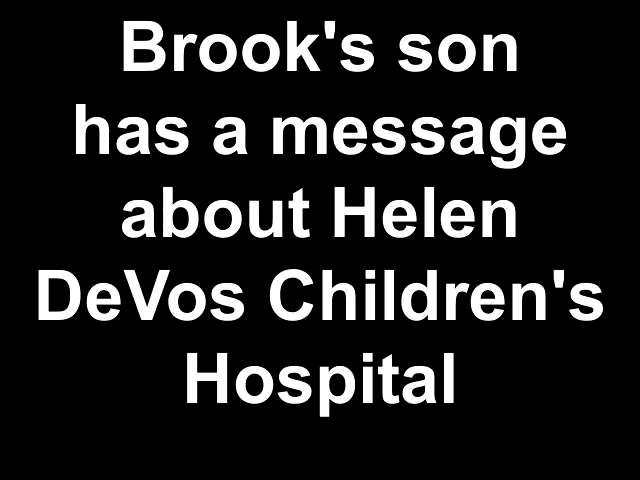 Brook's son
has a message
about Helen
DeVos Children's
Hospital